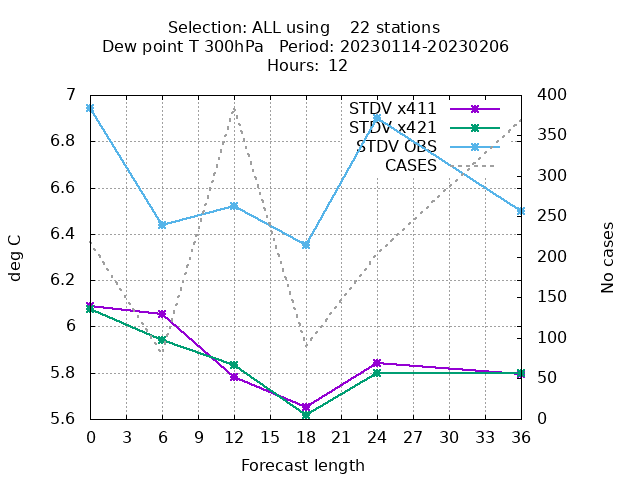 Selection: ALL using 22 stations
Dew point T 300hPa Period: 20230114-20230206
Hours: 12
7
6.8
6.6
6.4
6.2
6
5.8
5.6
deg C
STDV x411
STDV x421
STDV OBS
CASES
400
350
300
250
200
150
100
50
0
No cases
0 3 6 9 12 15 18 21 24 27 30 33 36
Forecast length